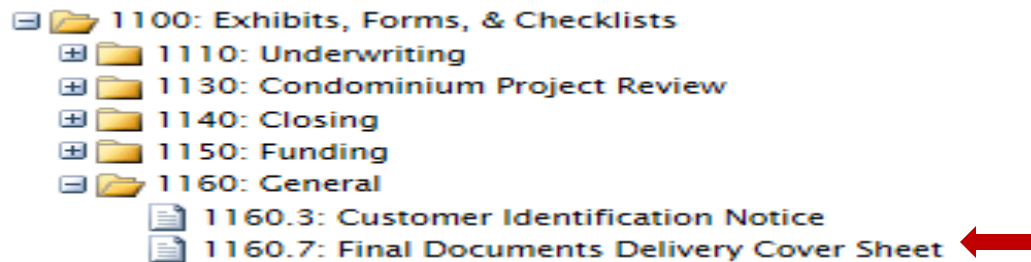 1100: Exhibits, Forms, & Checklists
1110: Underwriting
1130: Condominium Project Review
1140: Closing
1150: Funding
1160: General
1160.3: Customer Identification Notice
1160.7: Final Documents Delivery Cover Sheet